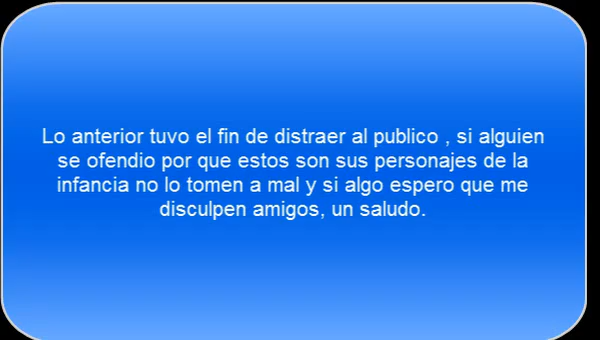 Lo anterior tuvo el fin de distraer al publico , si alguien
se ofendio por que estos son sus personajes de la
infancia no lo tomen a mal y si algo espero que me
disculpen amigos, un saludo.